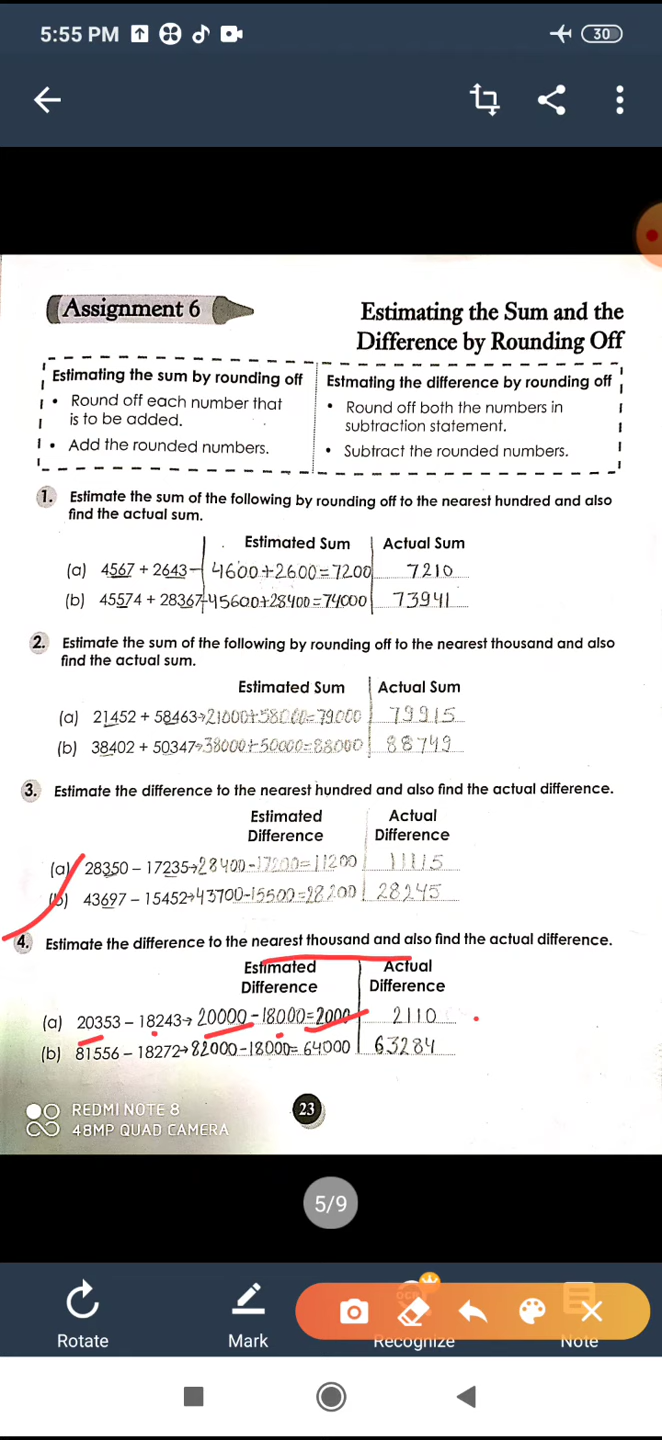 5:55 PM
30
Assignment 6
Estimating the Sum and the
Difference by Rounding Off
Estimating the sum by rounding off
• Round off each number that
is to be added.
• Add the rounded numbers.
Estmating the difference by rounding off
• Round off both the numbers in
subtraction statement.
• Subtract the rounded numbers.
1. Estimate the sum of the following by rounding off to the nearest hundred and also
find the actual sum.
Estimated Sum Actual Sum
(a) 4567 + 2643→ 4600+2600=7200 7210
(b) 45574 + 28367→45600+28400=74000 73941
2. Estimate the sum of the following by rounding off to the nearest thousand and also
find the actual sum.
Estimated Sum Actual Sum
(a) 21452 + 58463→21000+58000=79000 79915
(b) 38402 + 50347→38000+50000=88000 88749
3. Estimate the difference to the nearest hundred and also find the actual difference.
Estimated Actual
Difference Difference
(a) 28350 – 17235→28400-17200=11200 11115
(b) 43697 – 15452→43700-15500=28200 28245
4. Estimate the difference to the nearest thousand and also find the actual difference.
Estimated Actual
Difference Difference
(a) 20353 – 18243→ 20000-18000=2000 2110
(b) 81556 – 18272→82000-18000= 64000 63284
REDMI NOTE 8
48MP QUAD CAMERA
23
5/9
Rotate Mark Recognize Note